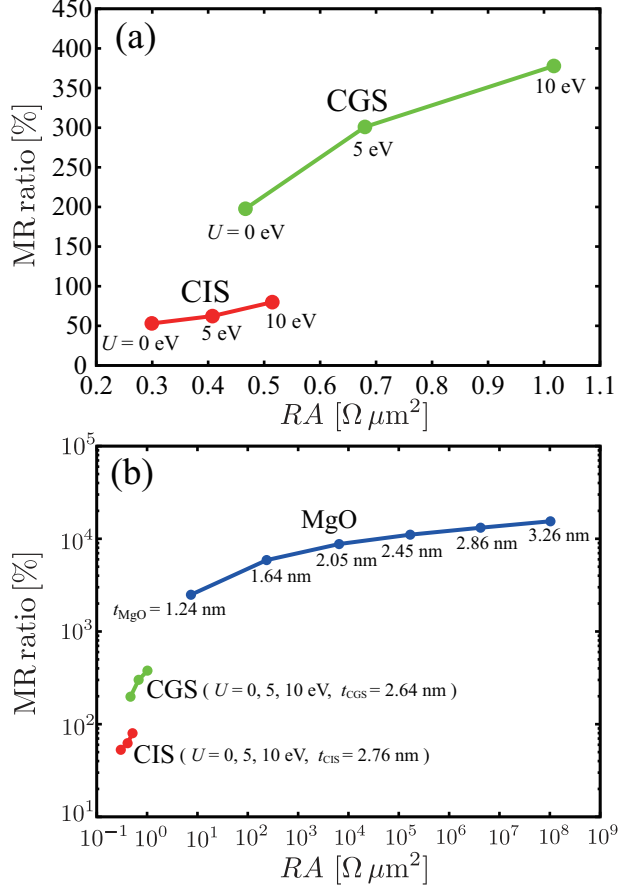 (a)
MR ratio [%]
450
400
350
300
250
200
150
100
50
0
CGS
10 eV
5 eV
U = 0 eV
CIS
U = 0 eV
5 eV
10 eV
0.2 0.3 0.4 0.5 0.6 0.7 0.8 0.9 1.0 1.1
RA [Ω μm²]
(b)
MR ratio [%]
10⁵
10⁴
10³
10²
10¹
MgO
t_MgO = 1.24 nm
1.64 nm
2.05 nm
2.45 nm
2.86 nm
3.26 nm
CGS ( U = 0, 5, 10 eV, t_CGS = 2.64 nm )
CIS ( U = 0, 5, 10 eV, t_CIS = 2.76 nm )
10⁻¹ 10⁰ 10¹ 10² 10³ 10⁴ 10⁵ 10⁶ 10⁷ 10⁸ 10⁹
RA [Ω μm²]